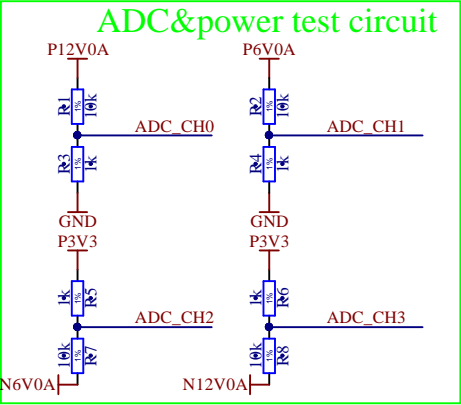 ADC&power test circuit
P12V0A P6V0A
R1 1% 10k R2 1% 10k
ADC_CH0 ADC_CH1
R3 1% 1k R4 1% 1k
GND GND
P3V3 P3V3
1k 1% R5 1k 1% R6
ADC_CH2 ADC_CH3
10k 1% R7 10k 1% R8
N6V0A N12V0A